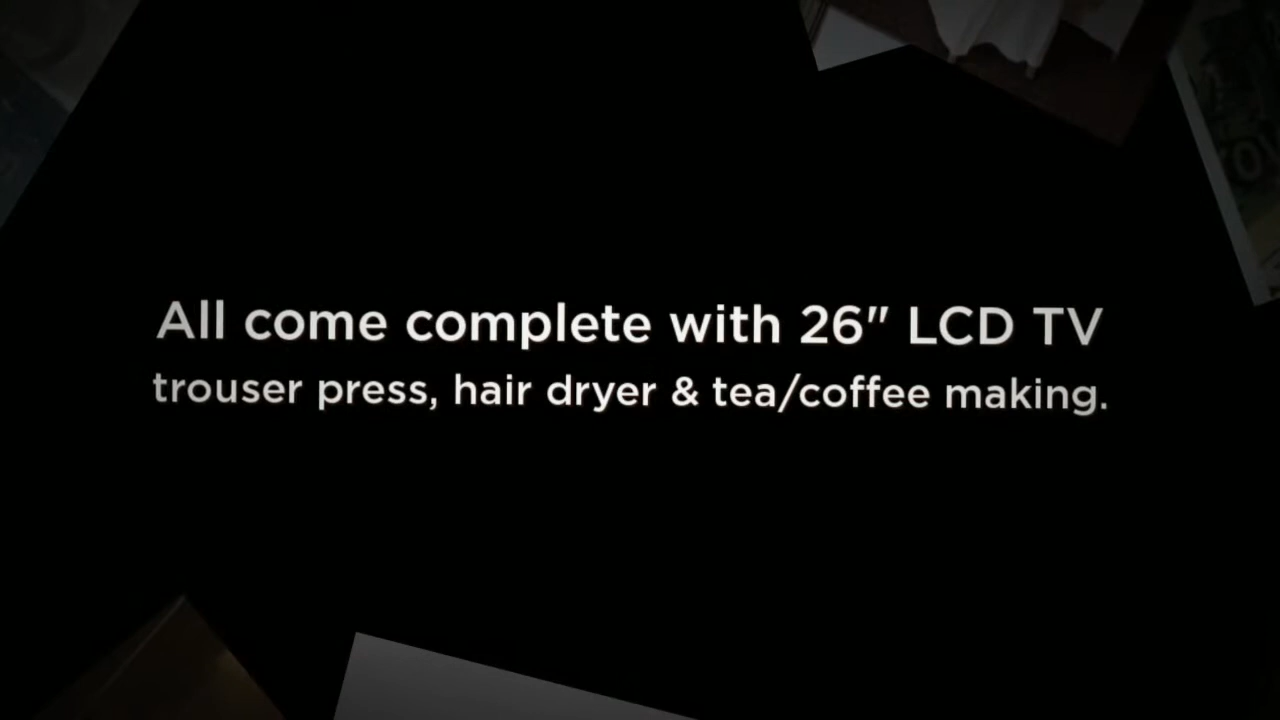 All come complete with 26" LCD TV
trouser press, hair dryer & tea/coffee making.